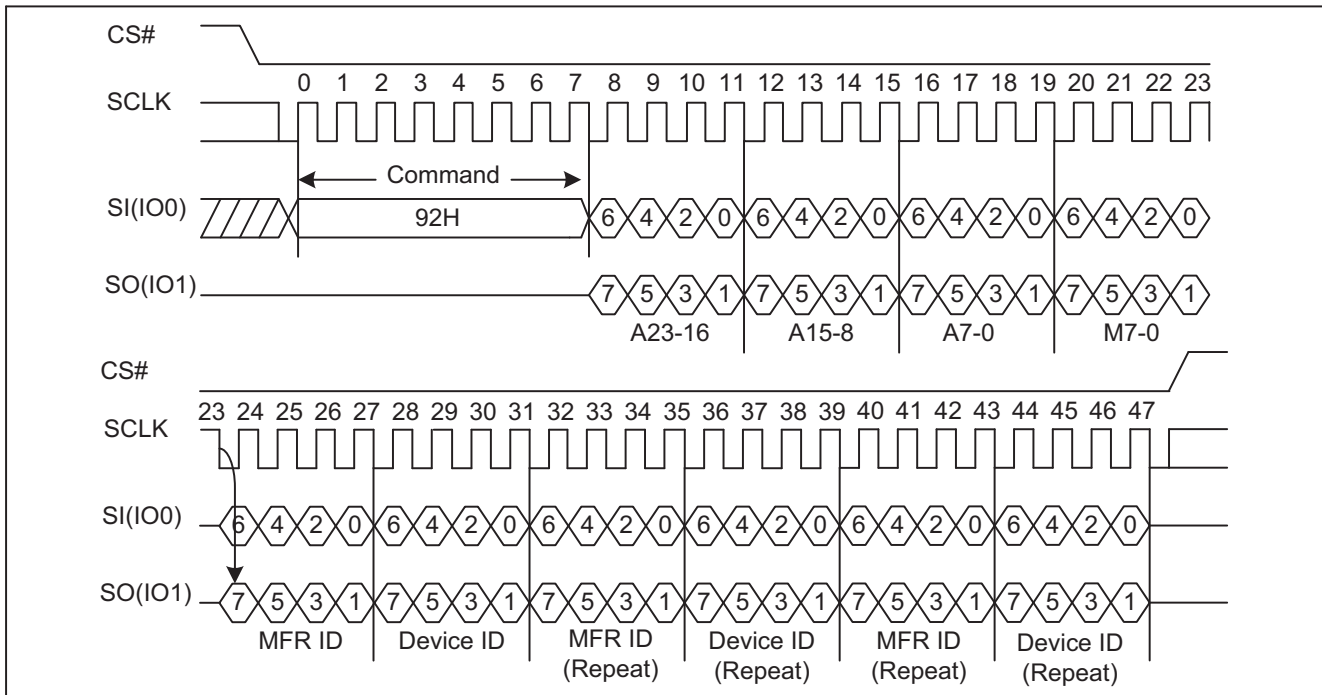 CS#
0 1 2 3 4 5 6 7 8 9 10 11 12 13 14 15 16 17 18 19 20 21 22 23
SCLK
Command
SI(IO0) 92H 6 4 2 0 6 4 2 0 6 4 2 0 6 4 2 0
SO(IO1) 7 5 3 1 7 5 3 1 7 5 3 1 7 5 3 1
A23-16 A15-8 A7-0 M7-0
CS#
23 24 25 26 27 28 29 30 31 32 33 34 35 36 37 38 39 40 41 42 43 44 45 46 47
SCLK
SI(IO0) 6 4 2 0 6 4 2 0 6 4 2 0 6 4 2 0 6 4 2 0 6 4 2 0
SO(IO1) 7 5 3 1 7 5 3 1 7 5 3 1 7 5 3 1 7 5 3 1 7 5 3 1
MFR ID Device ID MFR ID Device ID MFR ID Device ID
(Repeat) (Repeat) (Repeat) (Repeat)